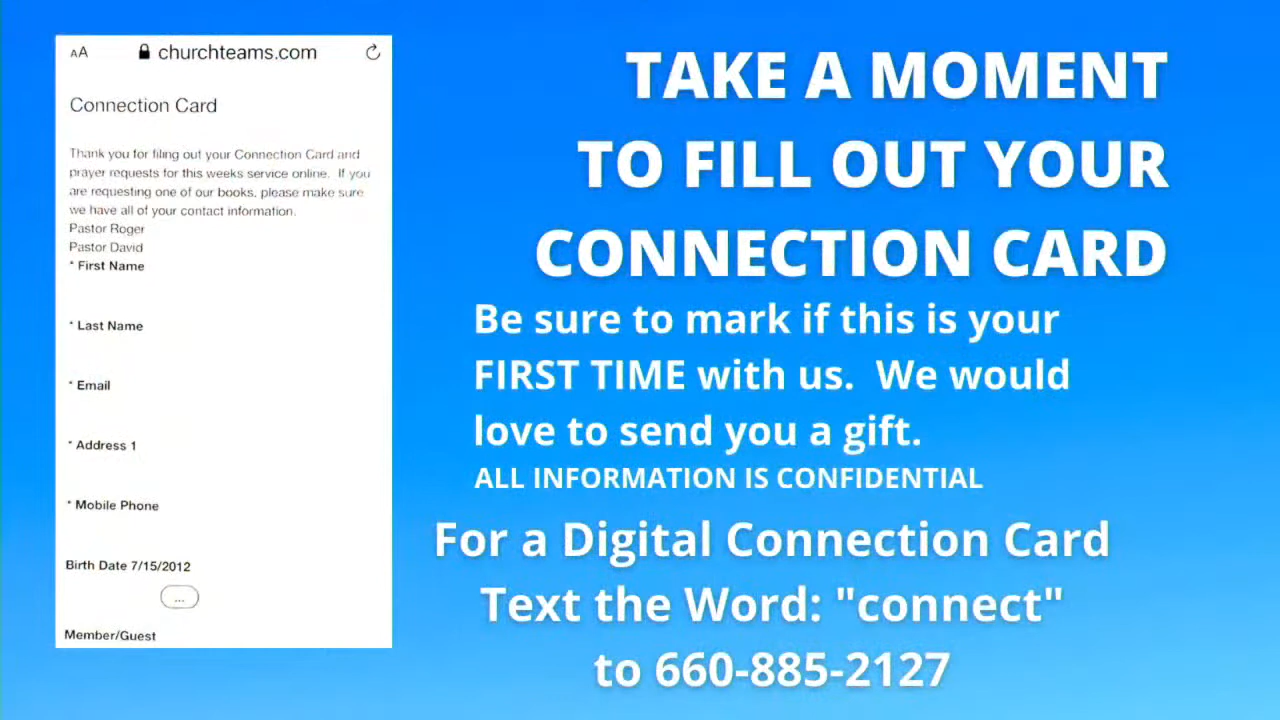 AA churchteams.com
Connection Card
Thank you for filing out your Connection Card and
prayer requests for this weeks service online. If you
are requesting one of our books, please make sure
we have all of your contact information.
Pastor Roger
Pastor David
* First Name
* Last Name
* Email
* Address 1
* Mobile Phone
Birth Date 7/15/2012
...
Member/Guest
TAKE A MOMENT
TO FILL OUT YOUR
CONNECTION CARD
Be sure to mark if this is your
FIRST TIME with us. We would
love to send you a gift.
ALL INFORMATION IS CONFIDENTIAL
For a Digital Connection Card
Text the Word: "connect"
to 660-885-2127